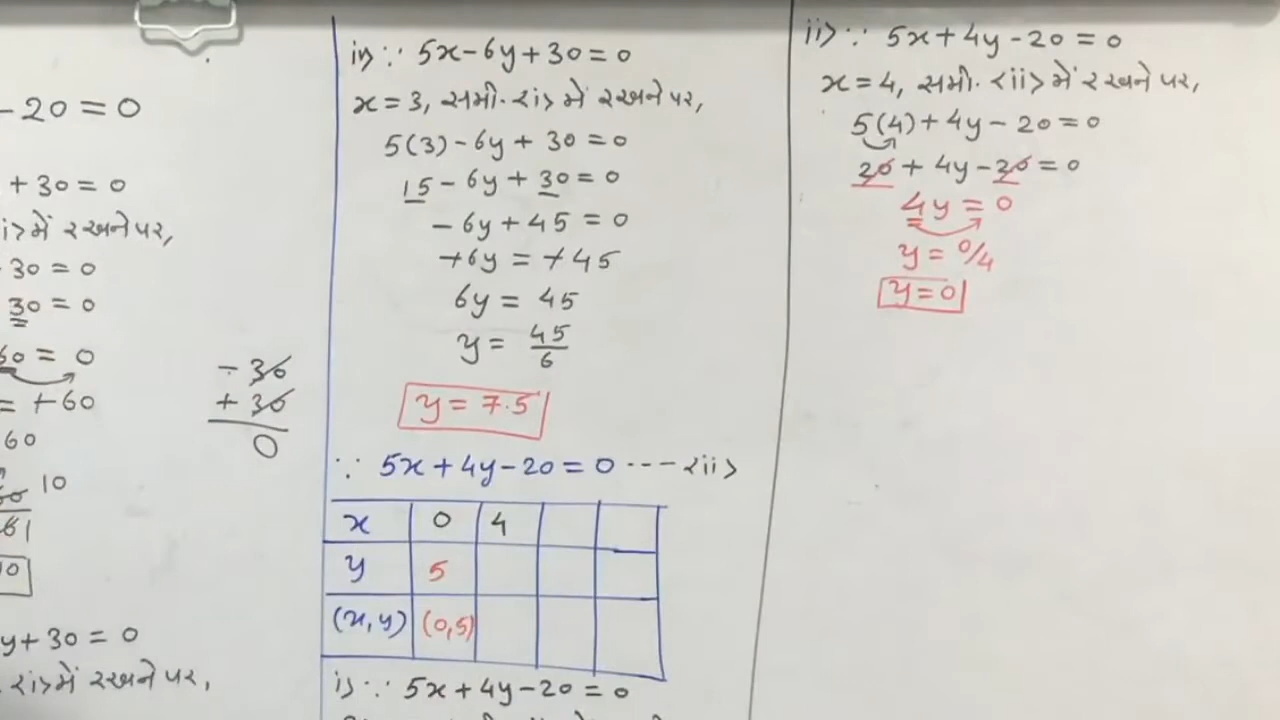 - 20 = 0
+ 30 = 0
i> में रखने पर,
- 30 = 0
30 = 0
60 = 0
= +60
60
10
61
10
y + 30 = 0
<i> में रखने पर,
- 30
+ 30
0
∵ 5x - 6y + 30 = 0
x = 3, समी. <i> में रखने पर,
5(3) - 6y + 30 = 0
15 - 6y + 30 = 0
- 6y + 45 = 0
+6y = +45
6y = 45
y = 45/6
y = 7.5
∵ 5x + 4y - 20 = 0 --- <ii>
x 0 4
y 5
(x, y) (0,5)
i> ∵ 5x + 4y - 20 = 0
ii> ∵ 5x + 4y - 20 = 0
x = 4, समी. <ii> में रखने पर,
5(4) + 4y - 20 = 0
20 + 4y - 20 = 0
4y = 0
y = 0/4
y = 0